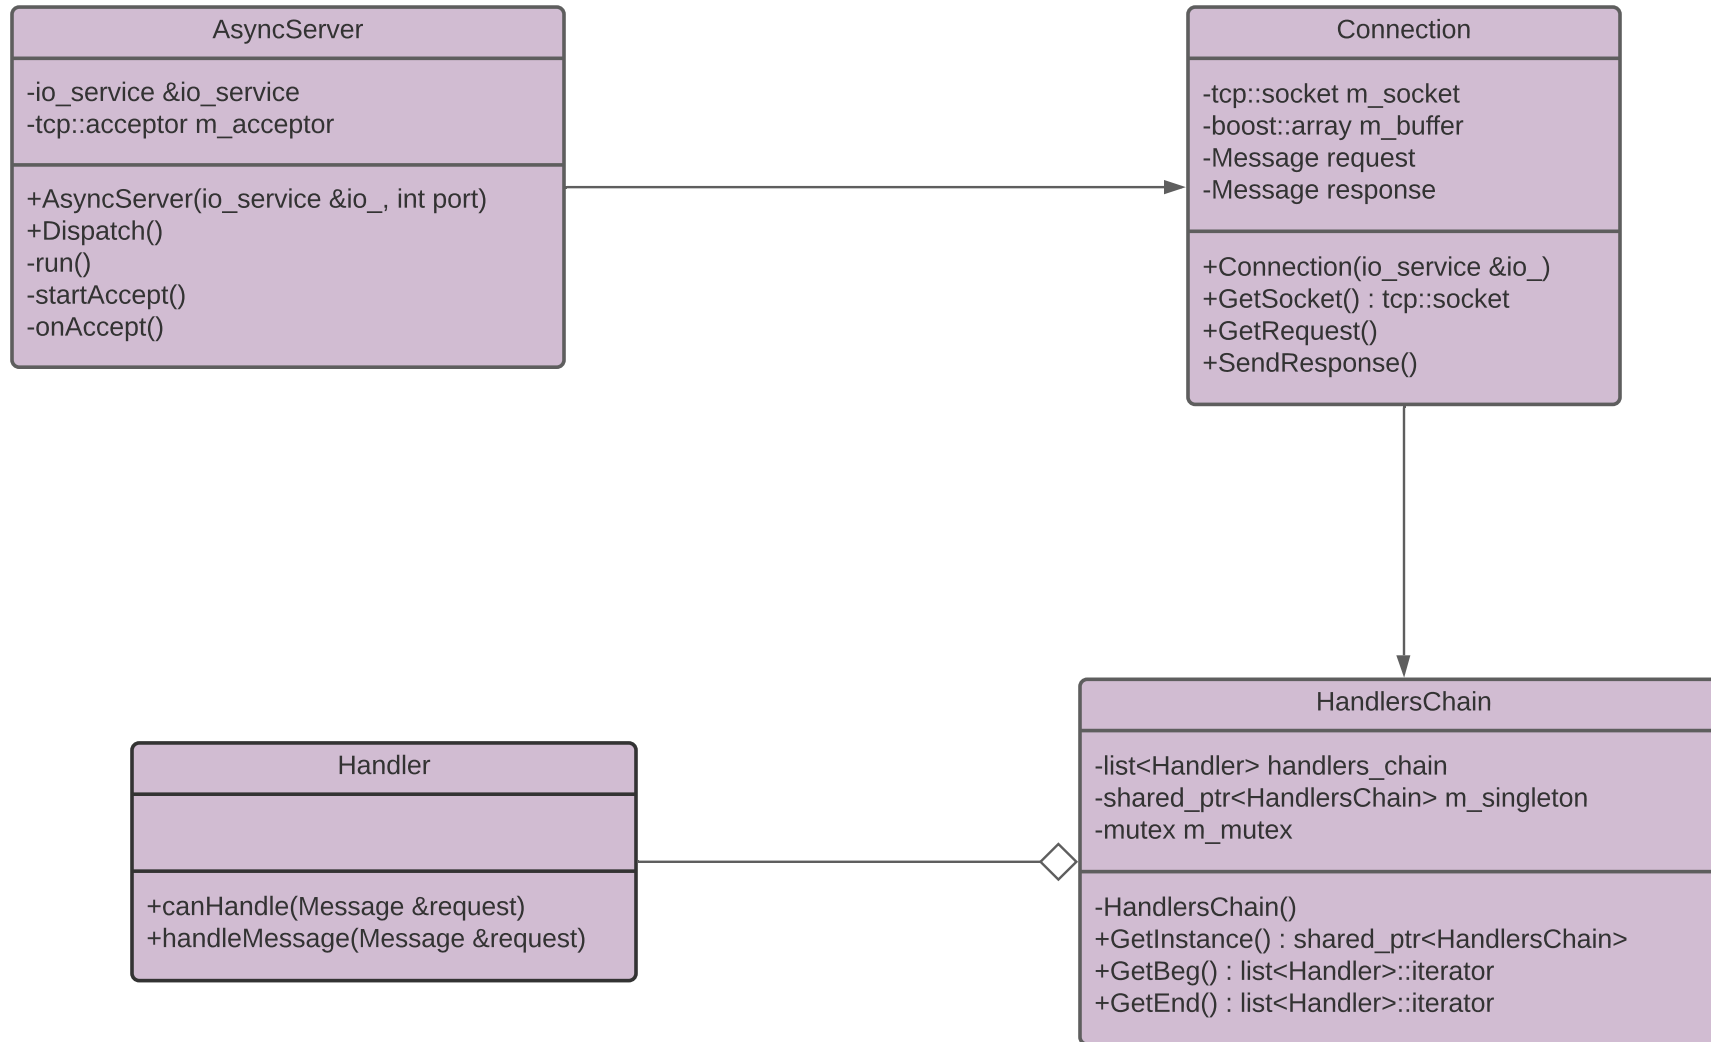 AsyncServer
-io_service &io_service
-tcp::acceptor m_acceptor
+AsyncServer(io_service &io_, int port)
+Dispatch()
-run()
-startAccept()
-onAccept()
Connection
-tcp::socket m_socket
-boost::array m_buffer
-Message request
-Message response
+Connection(io_service &io_)
+GetSocket() : tcp::socket
+GetRequest()
+SendResponse()
Handler
+canHandle(Message &request)
+handleMessage(Message &request)
HandlersChain
-list<Handler> handlers_chain
-shared_ptr<HandlersChain> m_singleton
-mutex m_mutex
-HandlersChain()
+GetInstance() : shared_ptr<HandlersChain>
+GetBeg() : list<Handler>::iterator
+GetEnd() : list<Handler>::iterator